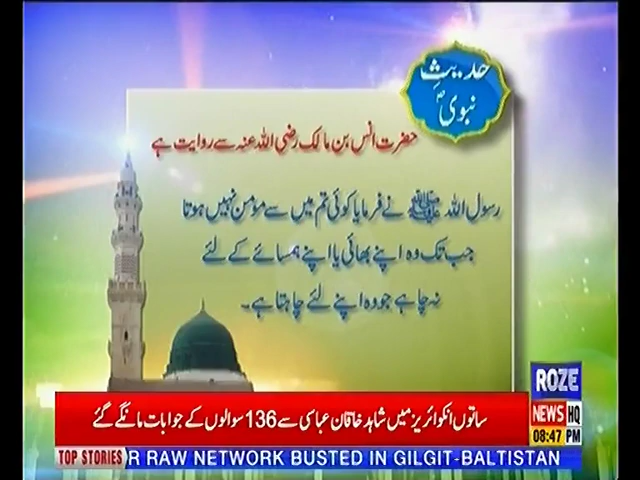 حدیثِ
نبوی ؐ
حضرت انس بن مالک رضی اللہ عنہ سے روایت ہے
رسول اللہ ﷺ نے فرمایا کوئی تم میں سے مومن نہیں ہوتا
جب تک وہ اپنے بھائی یا اپنے ہمسائے کے لئے
نہ چاہے جو وہ اپنے لئے چاہتا ہے۔
ROZE
NEWS HQ
08:47 PM
ساتوں انکوائریز میں شاہد خاقان عباسی سے 136 سوالوں کے جوابات مانگے گئے
TOP STORIES R RAW NETWORK BUSTED IN GILGIT-BALTISTAN